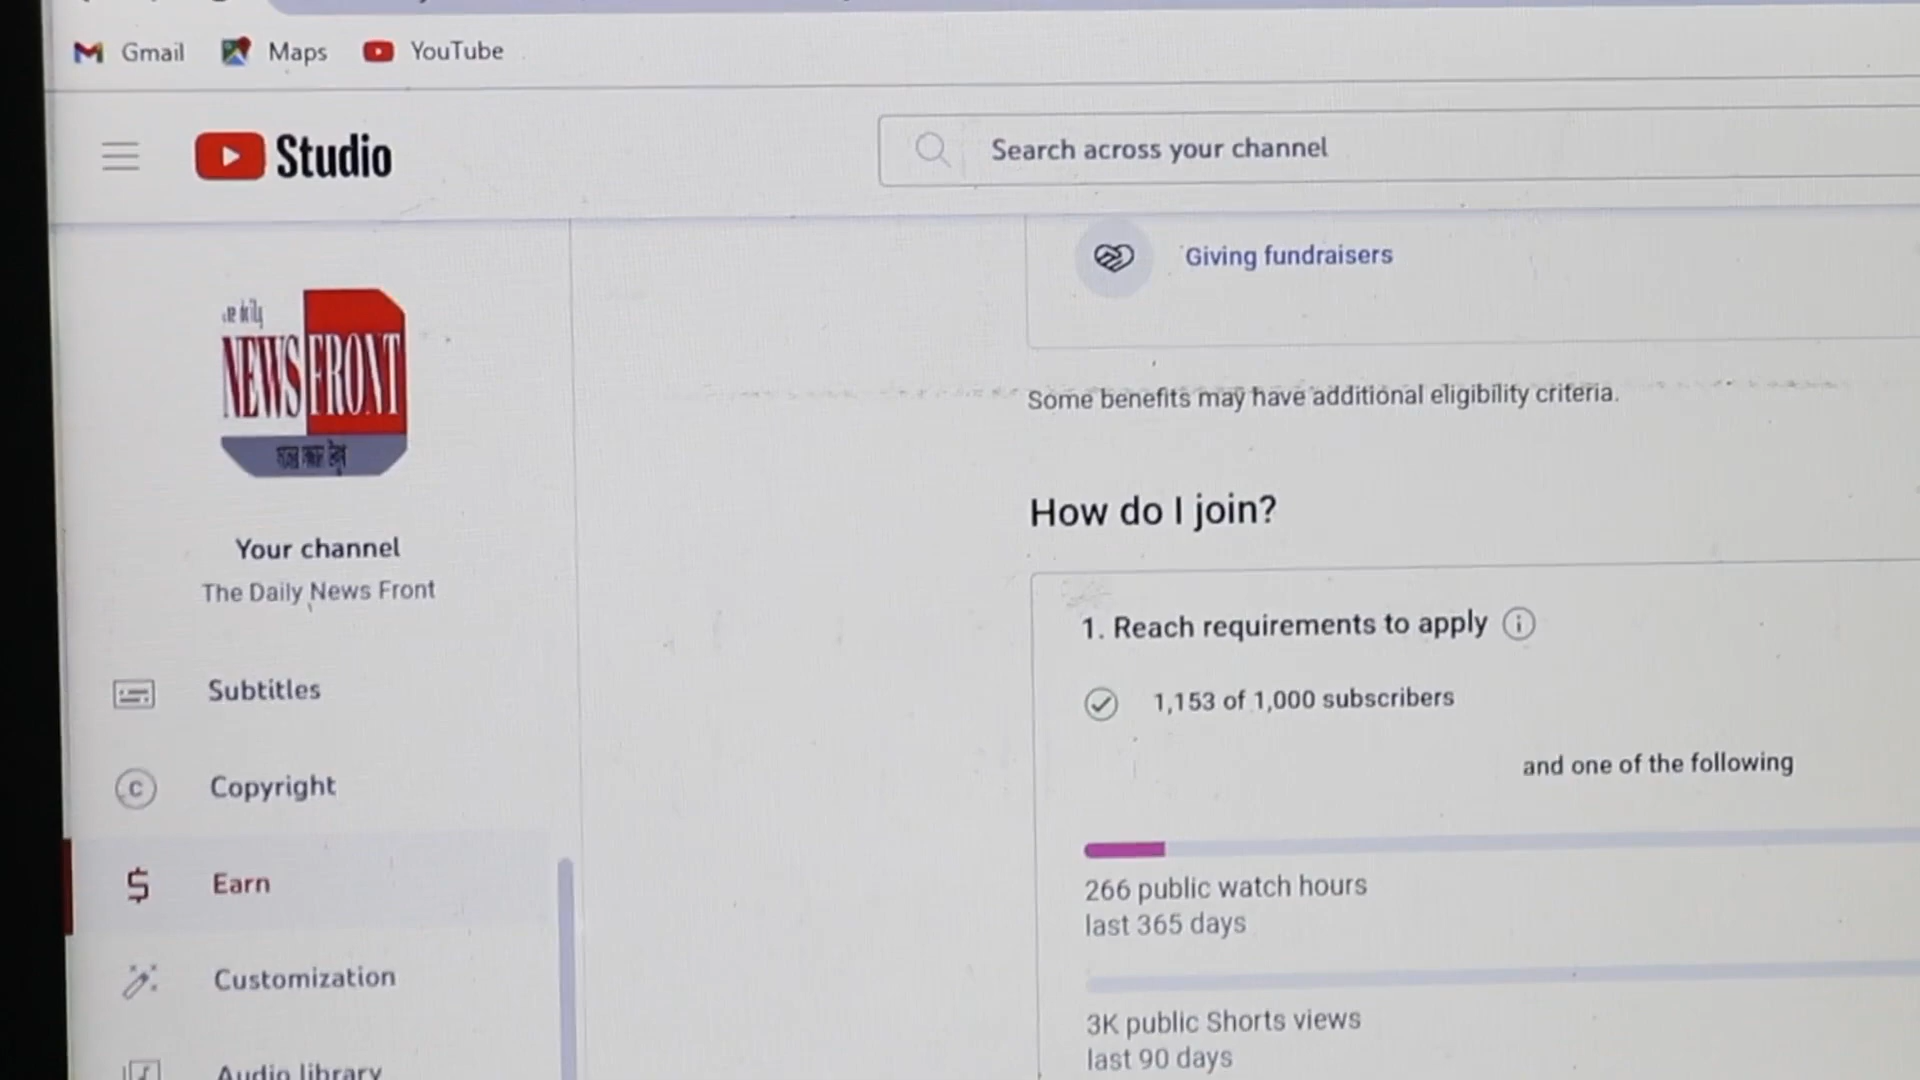 Gmail Maps YouTube
Studio
Search across your channel
Giving fundraisers
NEWS FRONT
Some benefits may have additional eligibility criteria.
How do I join?
Your channel
The Daily News Front
1. Reach requirements to apply
1,153 of 1,000 subscribers
and one of the following
266 public watch hours
last 365 days
3K public Shorts views
last 90 days
Subtitles
Copyright
Earn
Customization
Audio library